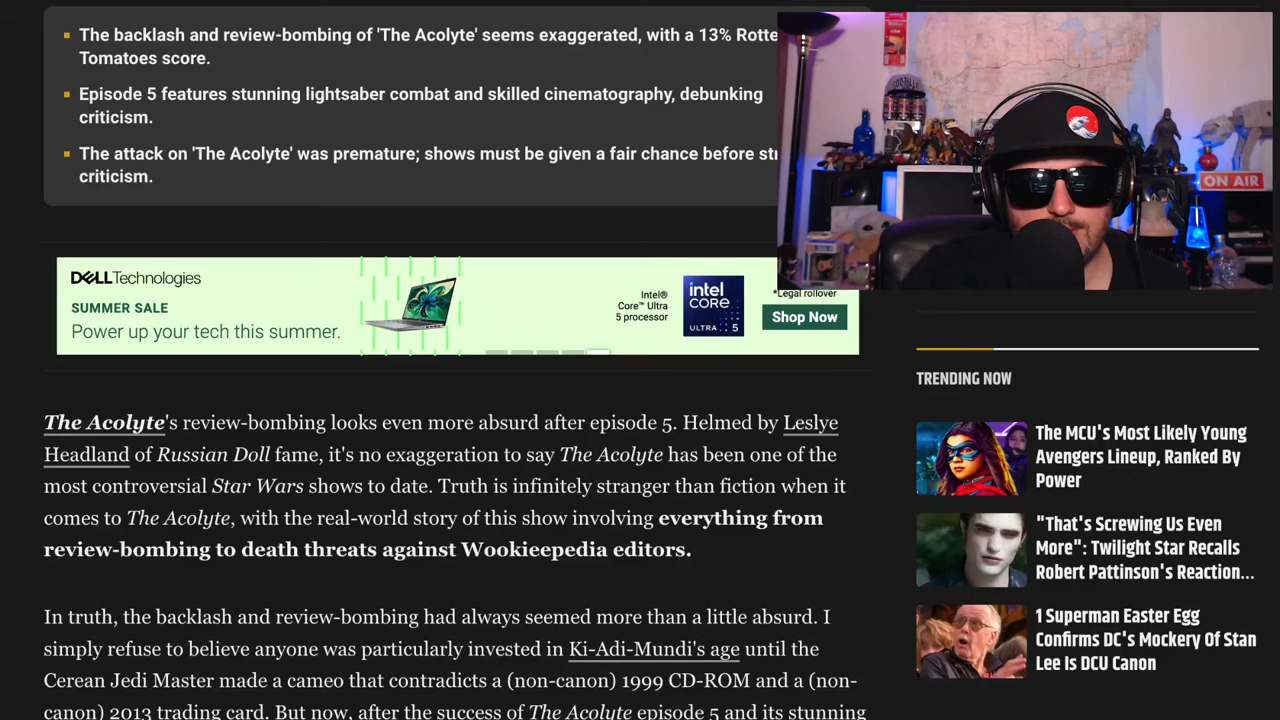 The backlash and review-bombing of 'The Acolyte' seems exaggerated, with a 13% Rotte
Tomatoes score.
Episode 5 features stunning lightsaber combat and skilled cinematography, debunking
criticism.
The attack on 'The Acolyte' was premature; shows must be given a fair chance before str
criticism.
ON AIR
DELL Technologies
SUMMER SALE
Power up your tech this summer.
Intel®
Core™ Ultra
5 processor
intel
CORE
ULTRA 5
*Legal rollover
Shop Now
The Acolyte's review-bombing looks even more absurd after episode 5. Helmed by Leslye
Headland of Russian Doll fame, it's no exaggeration to say The Acolyte has been one of the
most controversial Star Wars shows to date. Truth is infinitely stranger than fiction when it
comes to The Acolyte, with the real-world story of this show involving everything from
review-bombing to death threats against Wookieepedia editors.
In truth, the backlash and review-bombing had always seemed more than a little absurd. I
simply refuse to believe anyone was particularly invested in Ki-Adi-Mundi's age until the
Cerean Jedi Master made a cameo that contradicts a (non-canon) 1999 CD-ROM and a (non-
canon) 2013 trading card. But now, after the success of The Acolyte episode 5 and its stunning
TRENDING NOW
The MCU's Most Likely Young
Avengers Lineup, Ranked By
Power
"That's Screwing Us Even
More": Twilight Star Recalls
Robert Pattinson's Reaction...
1 Superman Easter Egg
Confirms DC's Mockery Of Stan
Lee Is DCU Canon